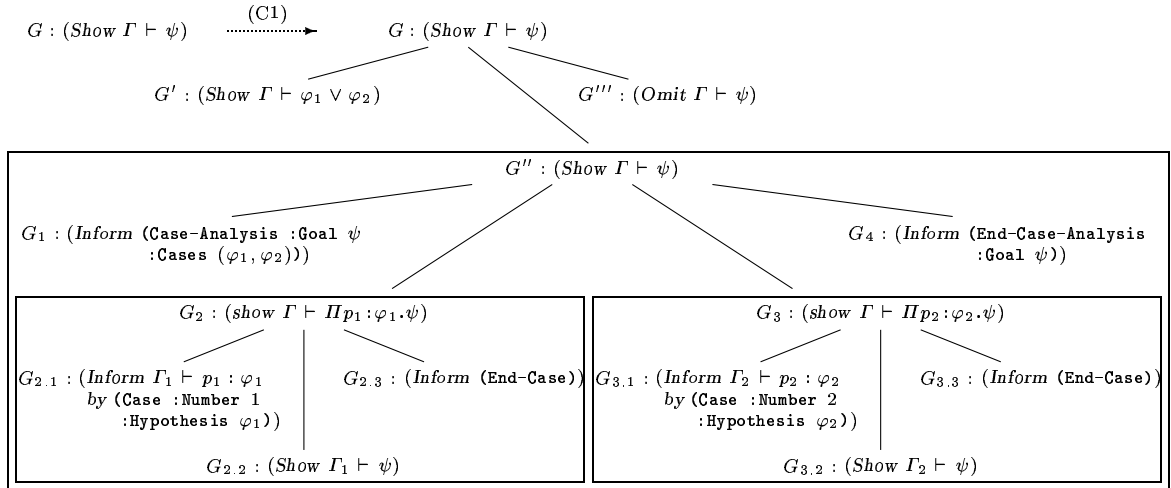 (C1)
G : (Show Γ ⊢ ψ) G : (Show Γ ⊢ ψ)
G′ : (Show Γ ⊢ φ₁ ∨ φ₂) G‴ : (Omit Γ ⊢ ψ)
G″ : (Show Γ ⊢ ψ)
G₁ : (Inform (Case-Analysis :Goal ψ
:Cases (φ₁, φ₂)))
G₄ : (Inform (End-Case-Analysis
:Goal ψ))
G₂ : (show Γ ⊢ Πp₁:φ₁.ψ)
G₂.₁ : (Inform Γ₁ ⊢ p₁ : φ₁
by (Case :Number 1
:Hypothesis φ₁))
G₂.₃ : (Inform (End-Case))
G₂.₂ : (Show Γ₁ ⊢ ψ)
G₃ : (show Γ ⊢ Πp₂:φ₂.ψ)
G₃.₁ : (Inform Γ₂ ⊢ p₂ : φ₂
by (Case :Number 2
:Hypothesis φ₂))
G₃.₃ : (Inform (End-Case))
G₃.₂ : (Show Γ₂ ⊢ ψ)